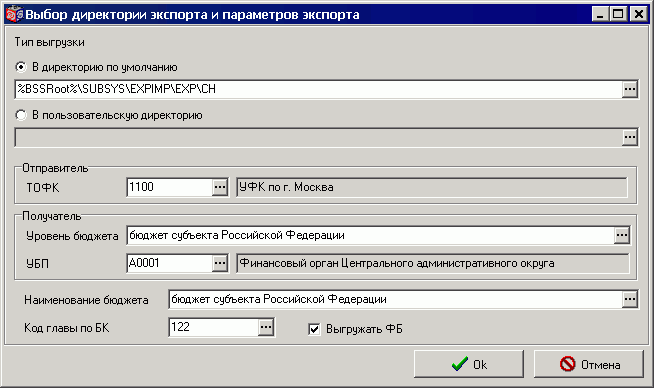 Выбор директории экспорта и параметров экспорта
Тип выгрузки
В директорию по умолчанию
%BSSRoot%\SUBSYS\EXPIMP\EXP\CH
В пользовательскую директорию
Отправитель
ТОФК 1100 УФК по г. Москва
Получатель
Уровень бюджета бюджет субъекта Российской Федерации
УБП А0001 Финансовый орган Центрального административного округа
Наименование бюджета бюджет субъекта Российской Федерации
Код главы по БК 122 Выгружать ФБ
Ok Отмена